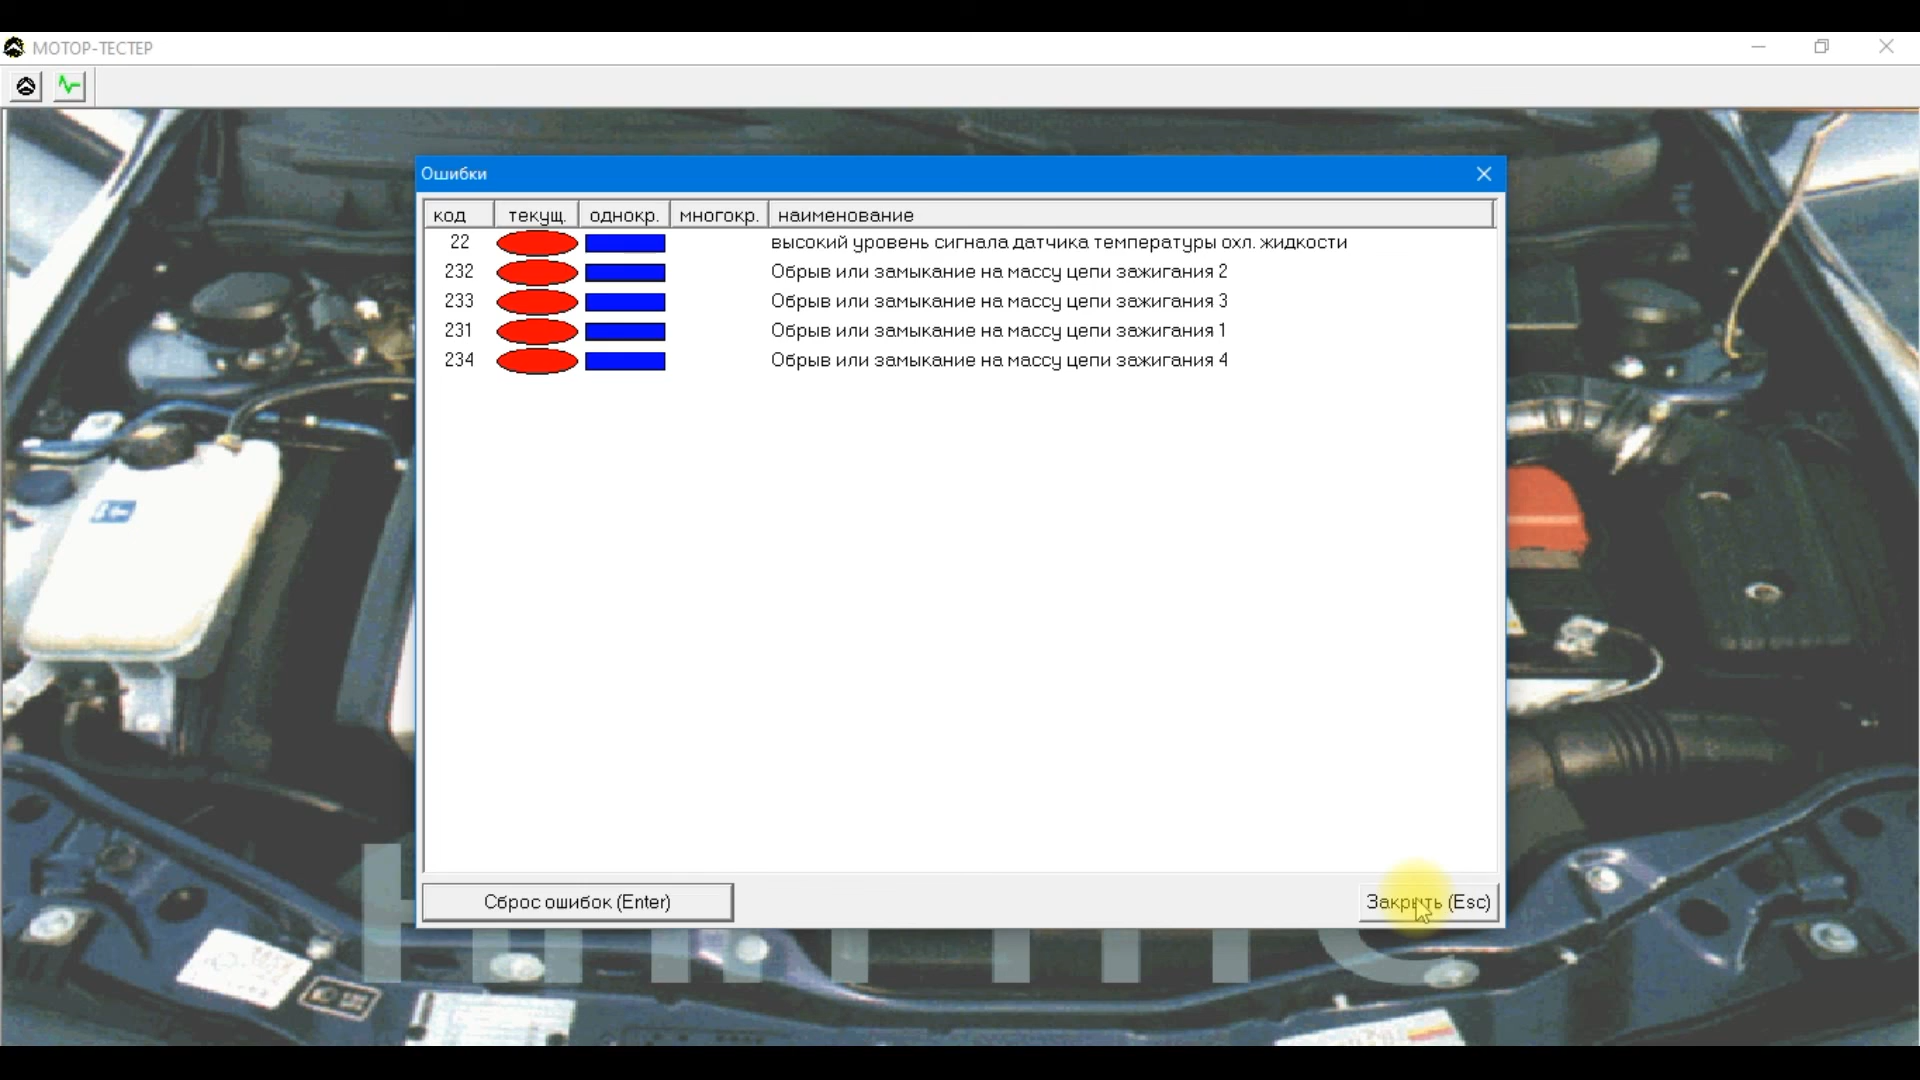 МОТОР-ТЕСТЕР
Ошибки
код текущ. однокр. многокр. наименование
22 высокий уровень сигнала датчика температуры охл. жидкости
232 Обрыв или замыкание на массу цепи зажигания 2
233 Обрыв или замыкание на массу цепи зажигания 3
231 Обрыв или замыкание на массу цепи зажигания 1
234 Обрыв или замыкание на массу цепи зажигания 4
Сброс ошибок (Enter) Закрыть (Esc)